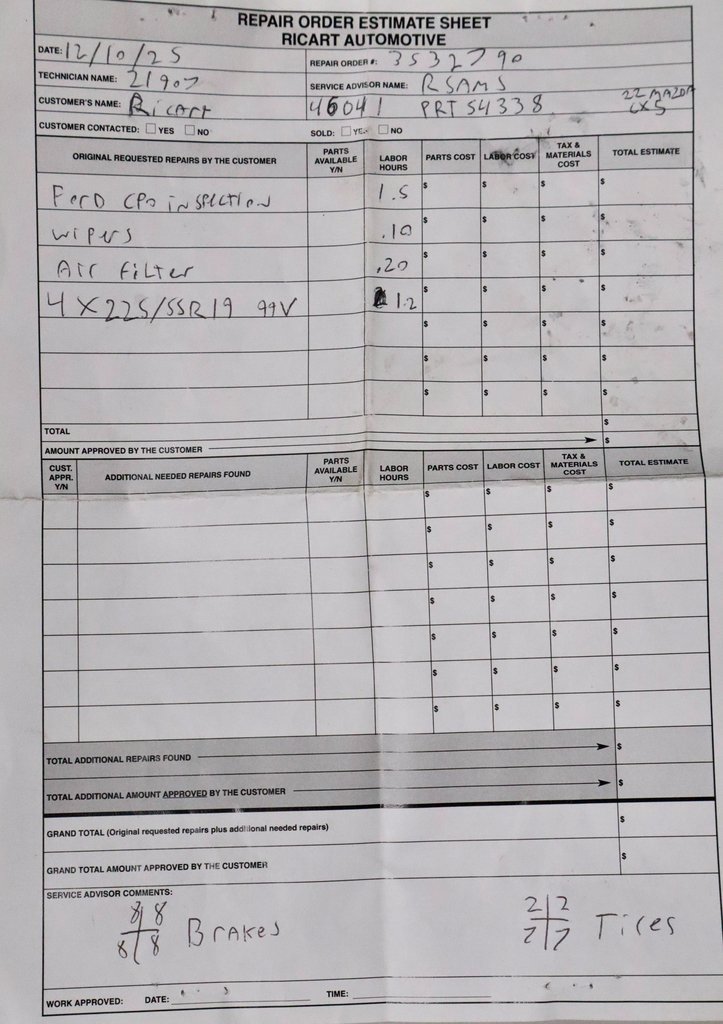 REPAIR ORDER ESTIMATE SHEET
RICART AUTOMOTIVE
DATE: 12/10/25
REPAIR ORDER #: 3532790
TECHNICIAN NAME: 21907
SERVICE ADVISOR NAME: RSAMS
CUSTOMER'S NAME: Ricart
46041 PRT54338 22 MAZDA CX5
CUSTOMER CONTACTED: YES NO
SOLD: YES NO
ORIGINAL REQUESTED REPAIRS BY THE CUSTOMER PARTS AVAILABLE Y/N LABOR HOURS PARTS COST LABOR COST TAX & MATERIALS COST TOTAL ESTIMATE
Ford CPO inspection 1.5 $ $ $ $
wipers .10 $ $ $ $
Air Filter .20 $ $ $ $
4 X 225/55R19 99V 1.2 $ $ $ $
$ $ $ $
$ $ $ $
$ $ $ $
TOTAL $
AMOUNT APPROVED BY THE CUSTOMER $
CUST. APPR. Y/N ADDITIONAL NEEDED REPAIRS FOUND PARTS AVAILABLE Y/N LABOR HOURS PARTS COST LABOR COST TAX & MATERIALS COST TOTAL ESTIMATE
$ $ $ $
$ $ $ $
$ $ $ $
$ $ $ $
$ $ $ $
$ $ $ $
$ $ $ $
TOTAL ADDITIONAL REPAIRS FOUND $
TOTAL ADDITIONAL AMOUNT APPROVED BY THE CUSTOMER $
GRAND TOTAL (Original requested repairs plus additional needed repairs) $
GRAND TOTAL AMOUNT APPROVED BY THE CUSTOMER $
SERVICE ADVISOR COMMENTS:
8 8
8 8 Brakes
2 2
2 2 Tires
WORK APPROVED: DATE: TIME: